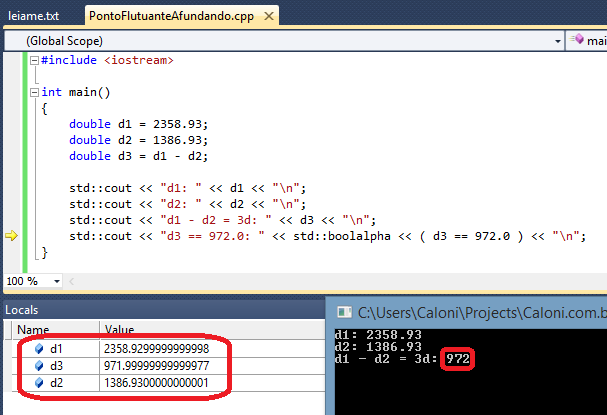 leiame.txt PontoFlutuanteAfundando.cpp
(Global Scope) mai
#include <iostream>
int main()
{
double d1 = 2358.93;
double d2 = 1386.93;
double d3 = d1 - d2;
std::cout << "d1: " << d1 << "\n";
std::cout << "d2: " << d2 << "\n";
std::cout << "d1 - d2 = 3d: " << d3 << "\n";
std::cout << "d3 == 972.0: " << std::boolalpha << ( d3 == 972.0 ) << "\n";
}
100 %
Locals
Name Value
d1 2358.9299999999998
d3 971.99999999999977
d2 1386.9300000000001
C:\Users\Caloni\Projects\Caloni.com.b
d1: 2358.93
d2: 1386.93
d1 - d2 = 3d: 972